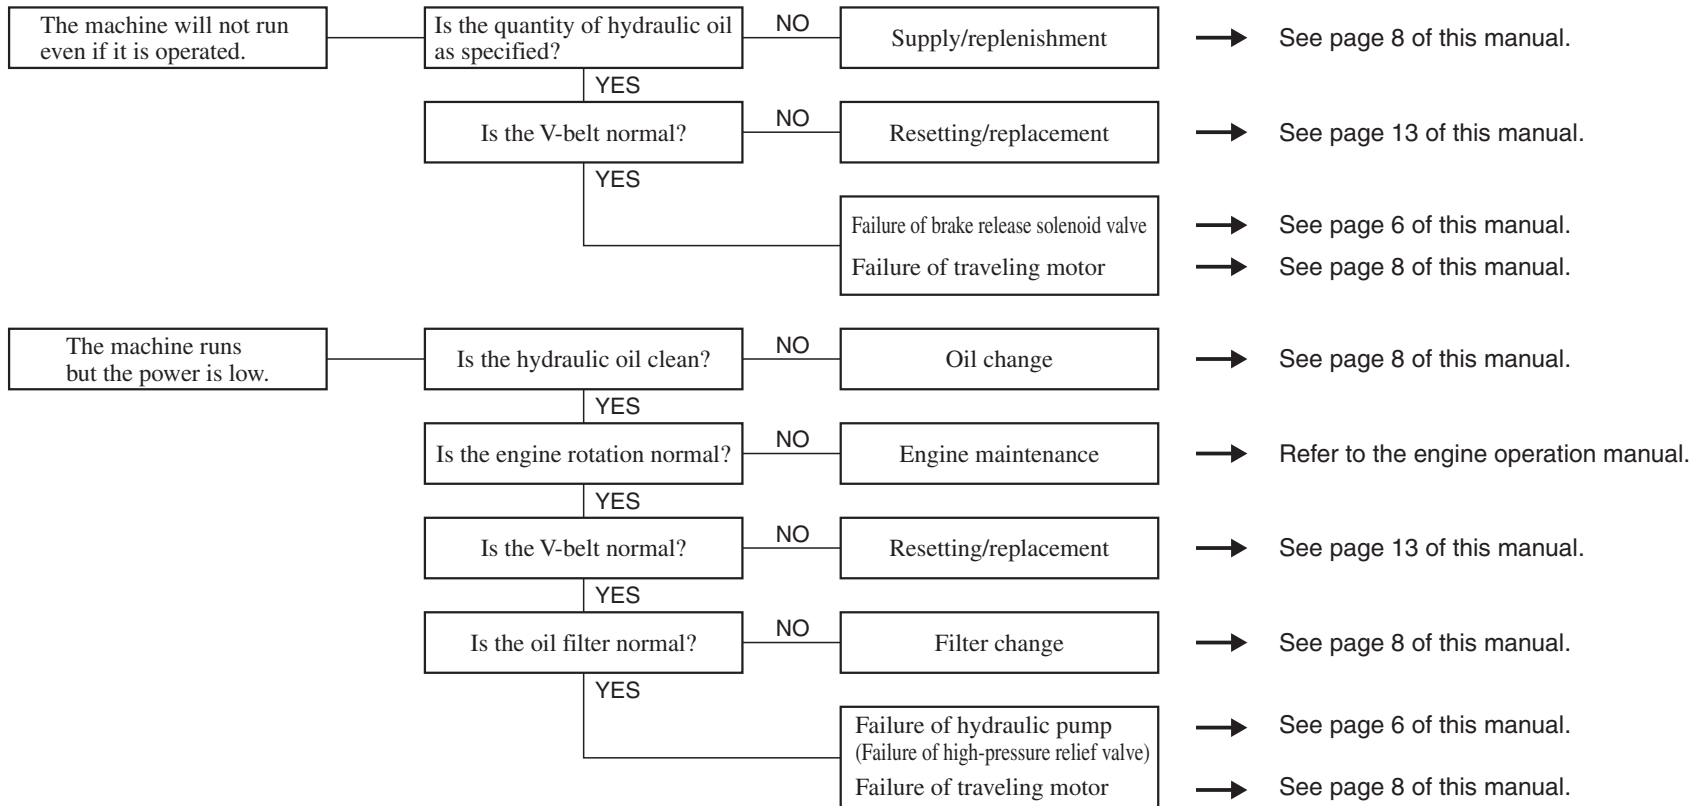 The machine will not run
even if it is operated.
Is the quantity of hydraulic oil
as specified?
NO
Supply/replenishment
See page 8 of this manual.
YES
Is the V-belt normal?
NO
Resetting/replacement
See page 13 of this manual.
YES
Failure of brake release solenoid valve
See page 6 of this manual.
Failure of traveling motor
See page 8 of this manual.
The machine runs
but the power is low.
Is the hydraulic oil clean?
NO
Oil change
See page 8 of this manual.
YES
Is the engine rotation normal?
NO
Engine maintenance
Refer to the engine operation manual.
YES
Is the V-belt normal?
NO
Resetting/replacement
See page 13 of this manual.
YES
Is the oil filter normal?
NO
Filter change
See page 8 of this manual.
YES
Failure of hydraulic pump
(Failure of high-pressure relief valve)
See page 6 of this manual.
Failure of traveling motor
See page 8 of this manual.